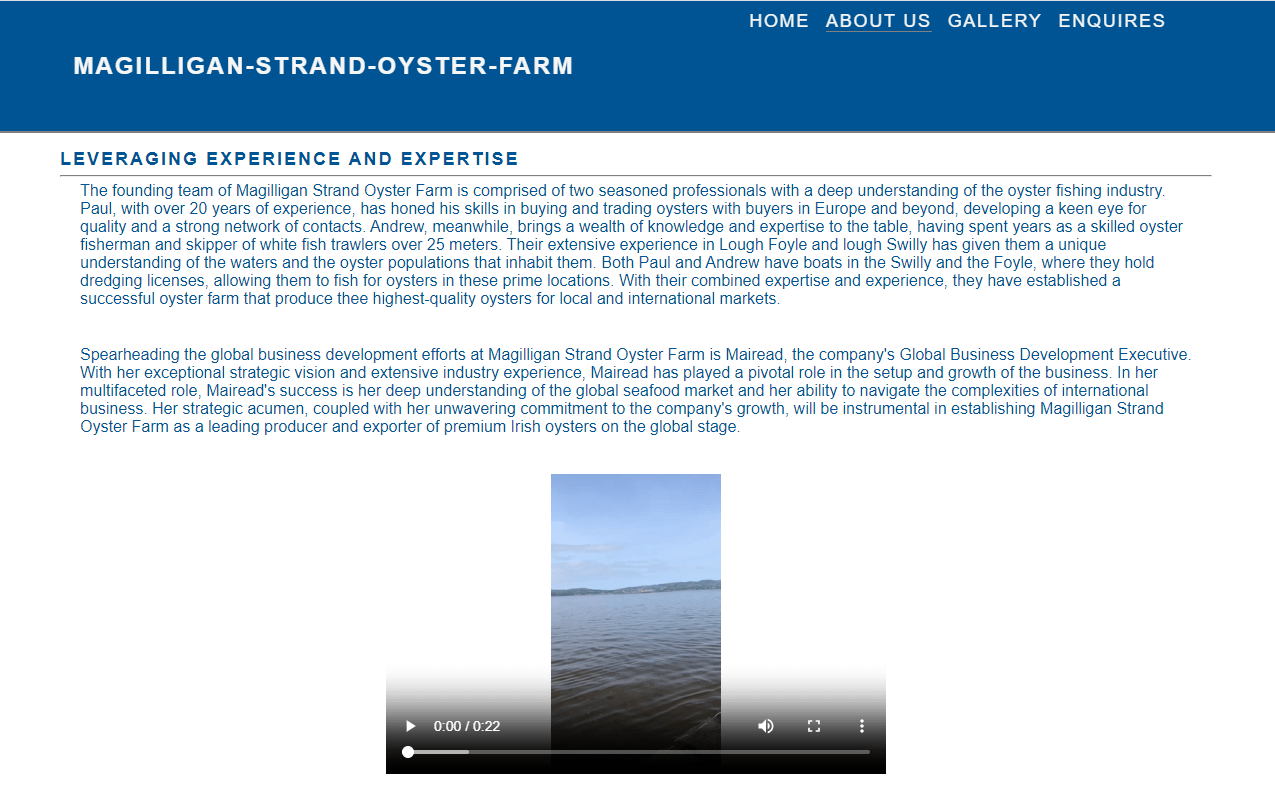 HOME ABOUT US GALLERY ENQUIRES
MAGILLIGAN-STRAND-OYSTER-FARM
LEVERAGING EXPERIENCE AND EXPERTISE
The founding team of Magilligan Strand Oyster Farm is comprised of two seasoned professionals with a deep understanding of the oyster fishing industry.
Paul, with over 20 years of experience, has honed his skills in buying and trading oysters with buyers in Europe and beyond, developing a keen eye for
quality and a strong network of contacts. Andrew, meanwhile, brings a wealth of knowledge and expertise to the table, having spent years as a skilled oyster
fisherman and skipper of white fish trawlers over 25 meters. Their extensive experience in Lough Foyle and lough Swilly has given them a unique
understanding of the waters and the oyster populations that inhabit them. Both Paul and Andrew have boats in the Swilly and the Foyle, where they hold
dredging licenses, allowing them to fish for oysters in these prime locations. With their combined expertise and experience, they have established a
successful oyster farm that produce thee highest-quality oysters for local and international markets.
Spearheading the global business development efforts at Magilligan Strand Oyster Farm is Mairead, the company's Global Business Development Executive.
With her exceptional strategic vision and extensive industry experience, Mairead has played a pivotal role in the setup and growth of the business. In her
multifaceted role, Mairead's success is her deep understanding of the global seafood market and her ability to navigate the complexities of international
business. Her strategic acumen, coupled with her unwavering commitment to the company's growth, will be instrumental in establishing Magilligan Strand
Oyster Farm as a leading producer and exporter of premium Irish oysters on the global stage.
0:00 / 0:22